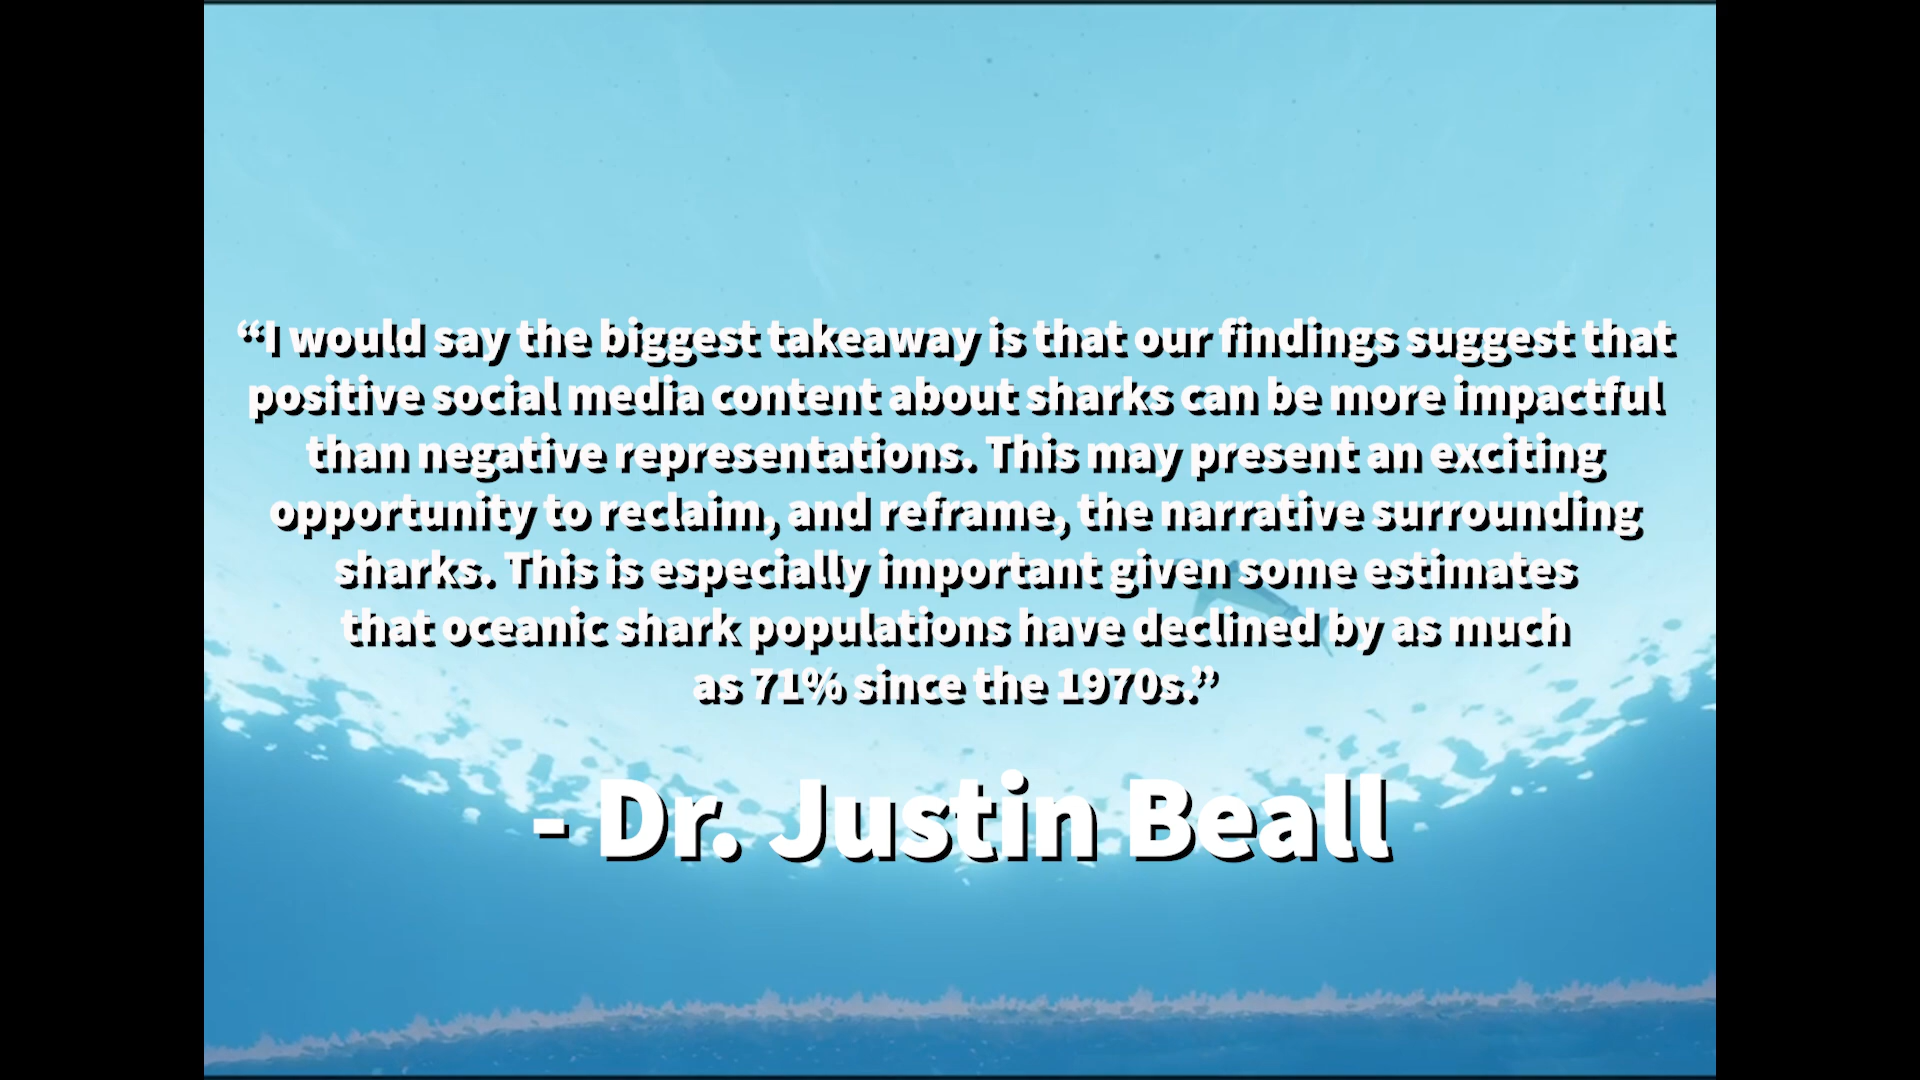 “I would say the biggest takeaway is that our findings suggest that
positive social media content about sharks can be more impactful
than negative representations. This may present an exciting
opportunity to reclaim, and reframe, the narrative surrounding
sharks. This is especially important given some estimates
that oceanic shark populations have declined by as much
as 71% since the 1970s.”
- Dr. Justin Beall